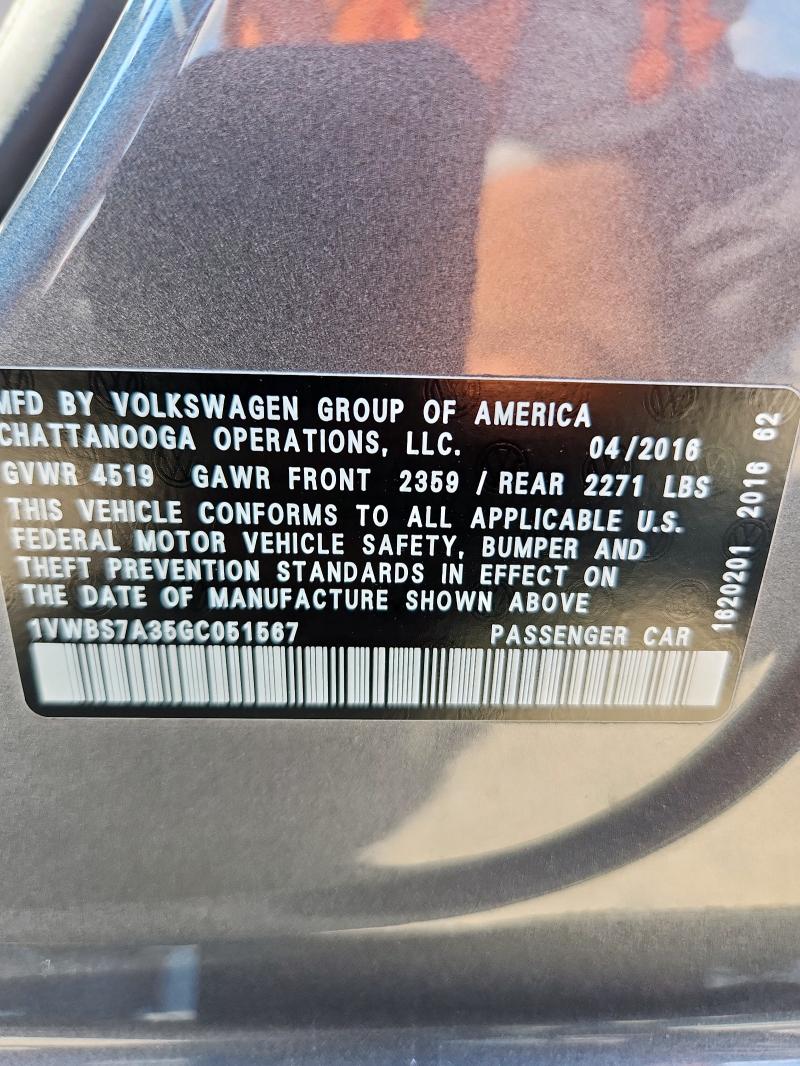 MFD BY VOLKSWAGEN GROUP OF AMERICA
CHATTANOOGA OPERATIONS, LLC. 04/2016
GVWR 4519 GAWR FRONT 2359 / REAR 2271 LBS
THIS VEHICLE CONFORMS TO ALL APPLICABLE U.S.
FEDERAL MOTOR VEHICLE SAFETY, BUMPER AND
THEFT PREVENTION STANDARDS IN EFFECT ON
THE DATE OF MANUFACTURE SHOWN ABOVE
1VWBS7A35GC051567 PASSENGER CAR
1620201 2016 62